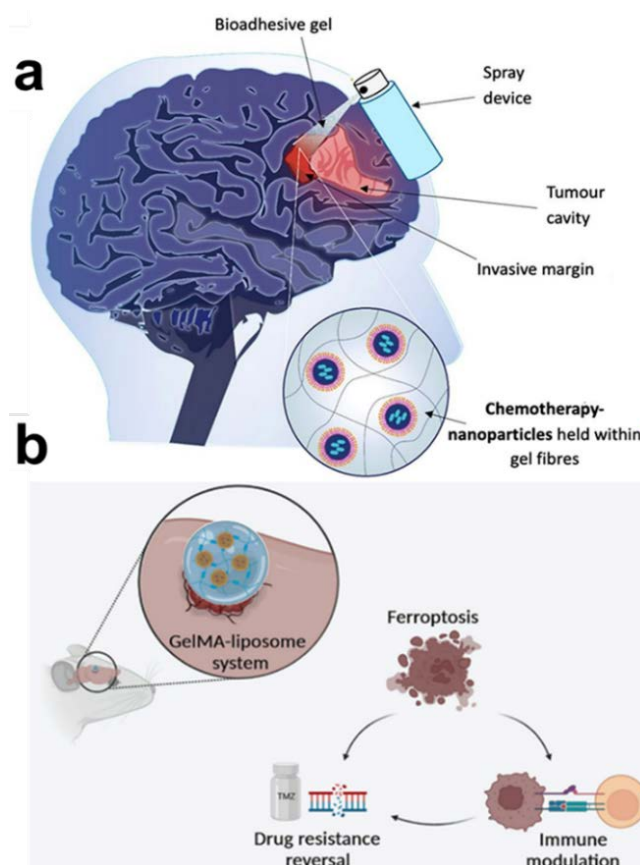 a
Bioadhesive gel
Spray
device
Tumour
cavity
Invasive margin
Chemotherapy-
nanoparticles held within
gel fibres
b
GelMA-liposome
system
Ferroptosis
TMZ
Drug resistance
reversal
Immune
modulation